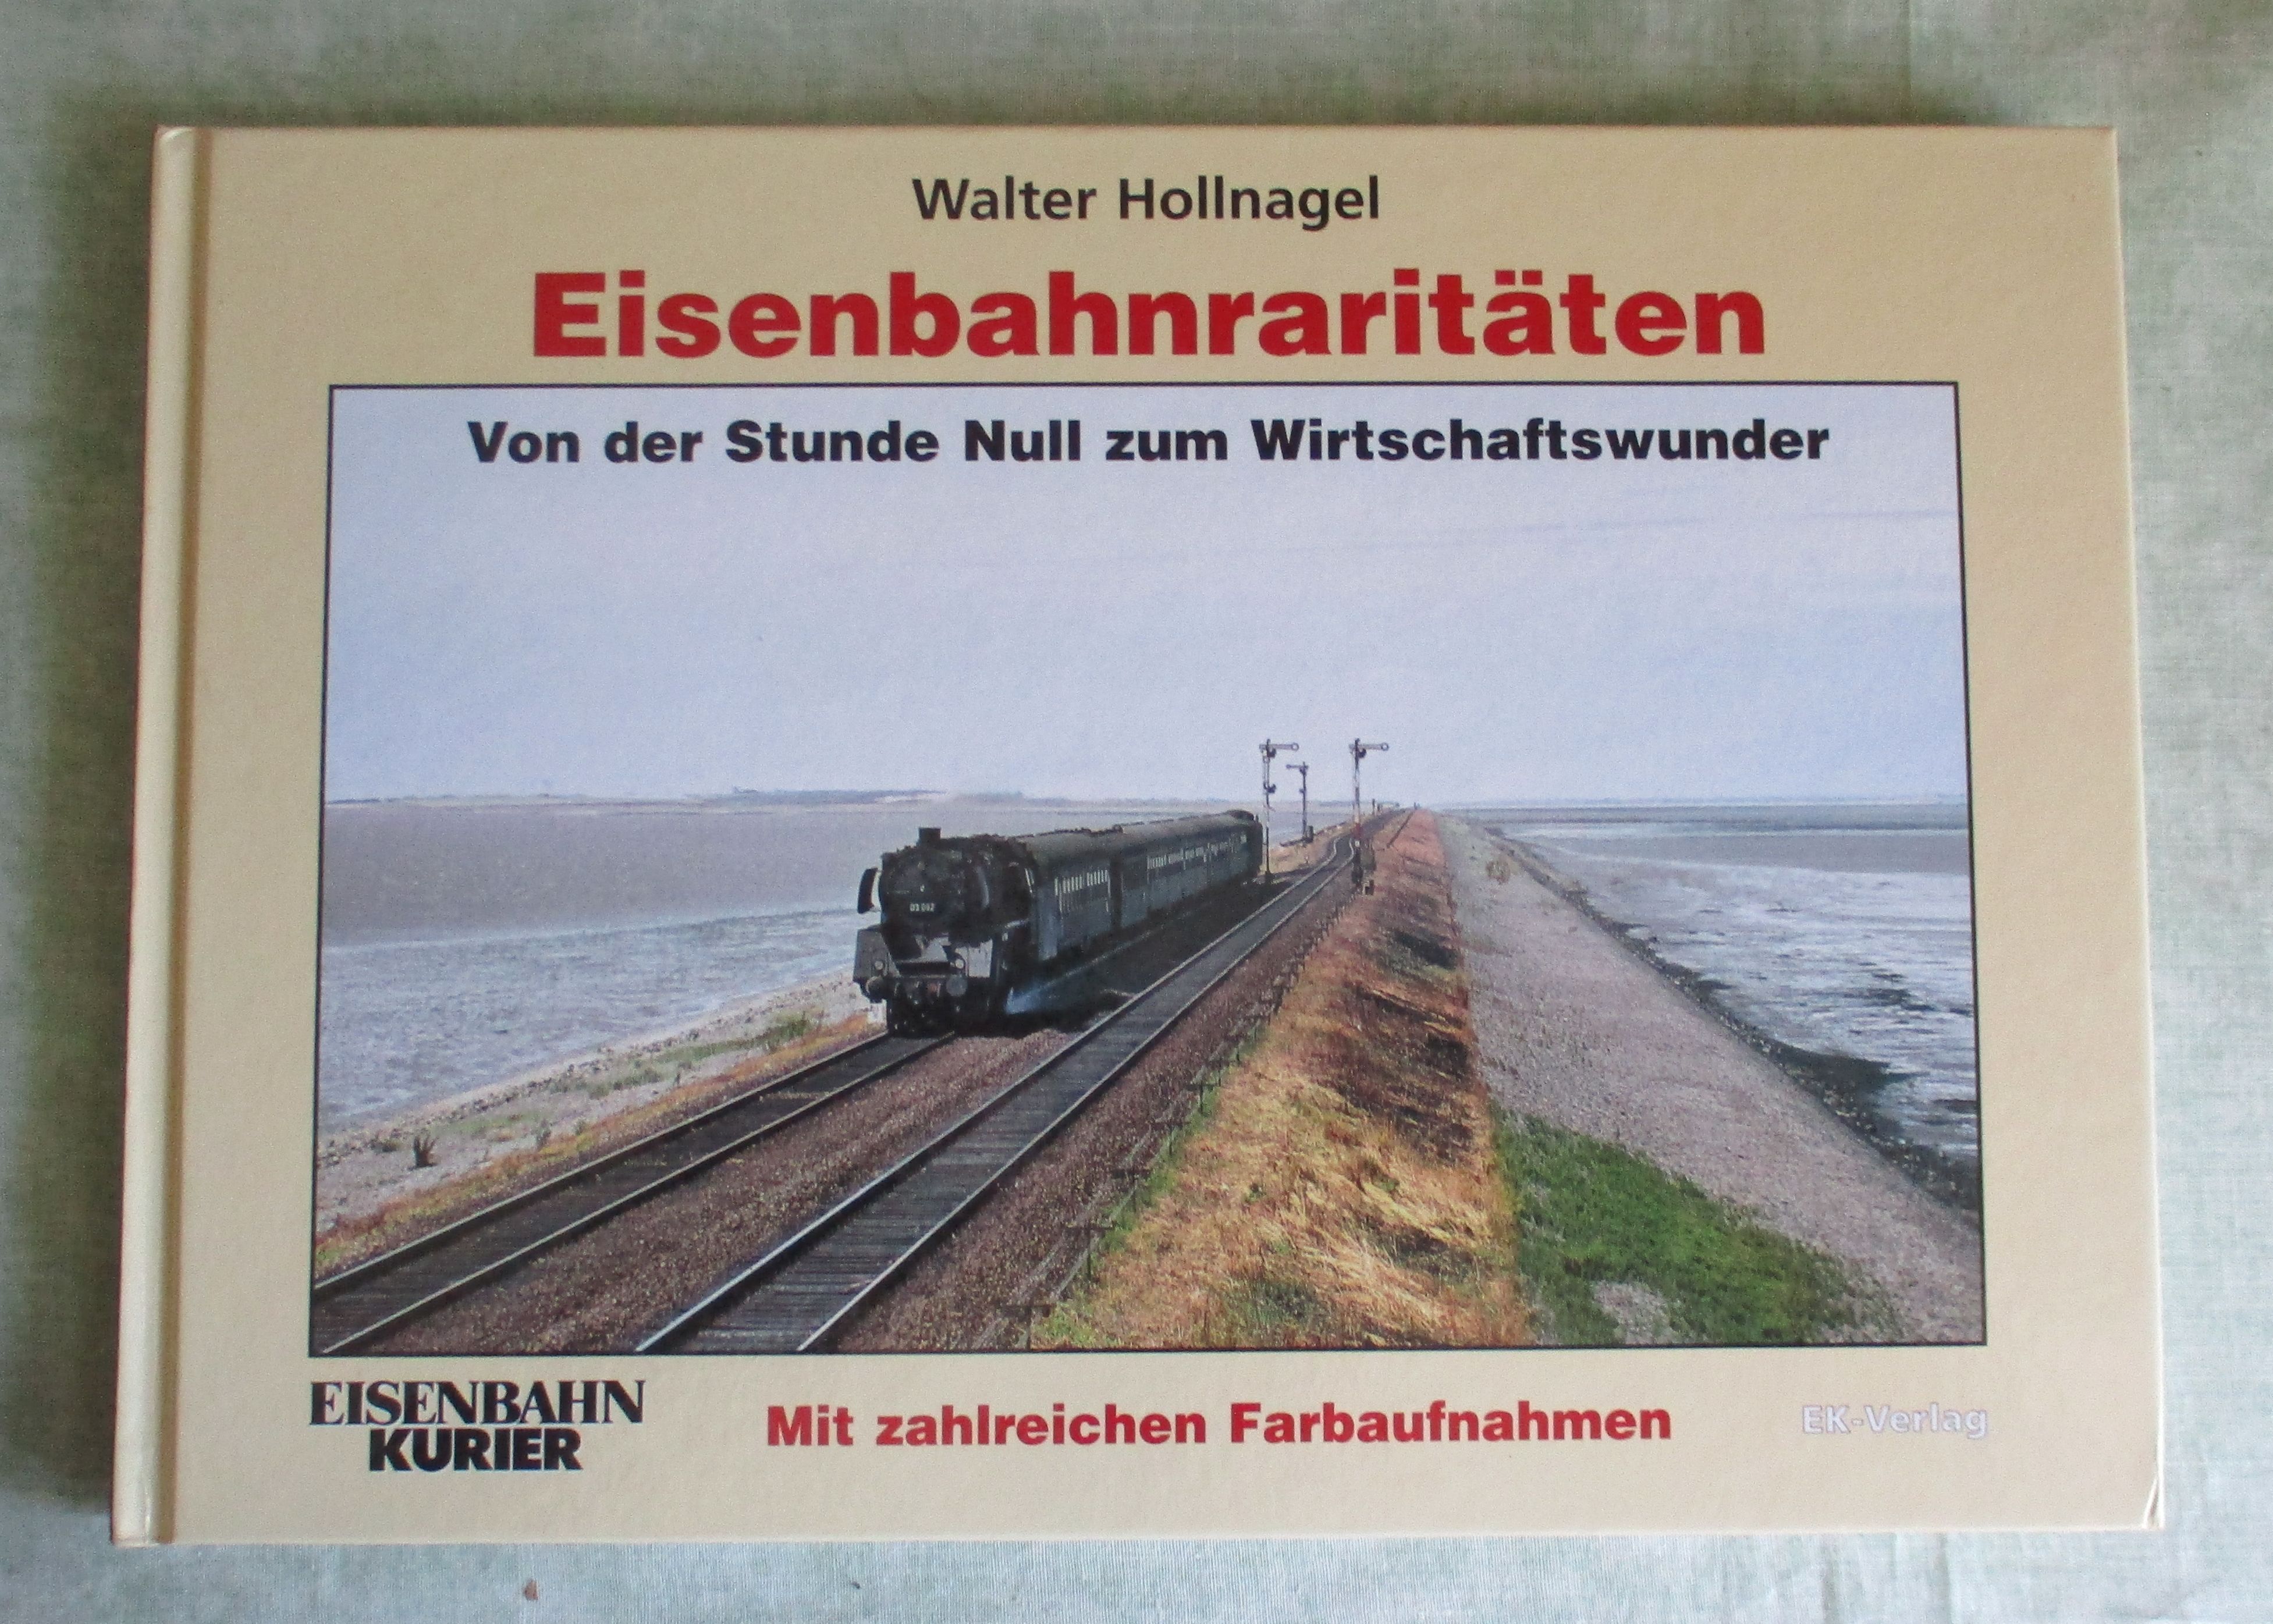 Walter Hollnagel
Eisenbahnraritäten
Von der Stunde Null zum Wirtschaftswunder
EISENBAHN
KURIER
Mit zahlreichen Farbaufnahmen
EK-Verlag